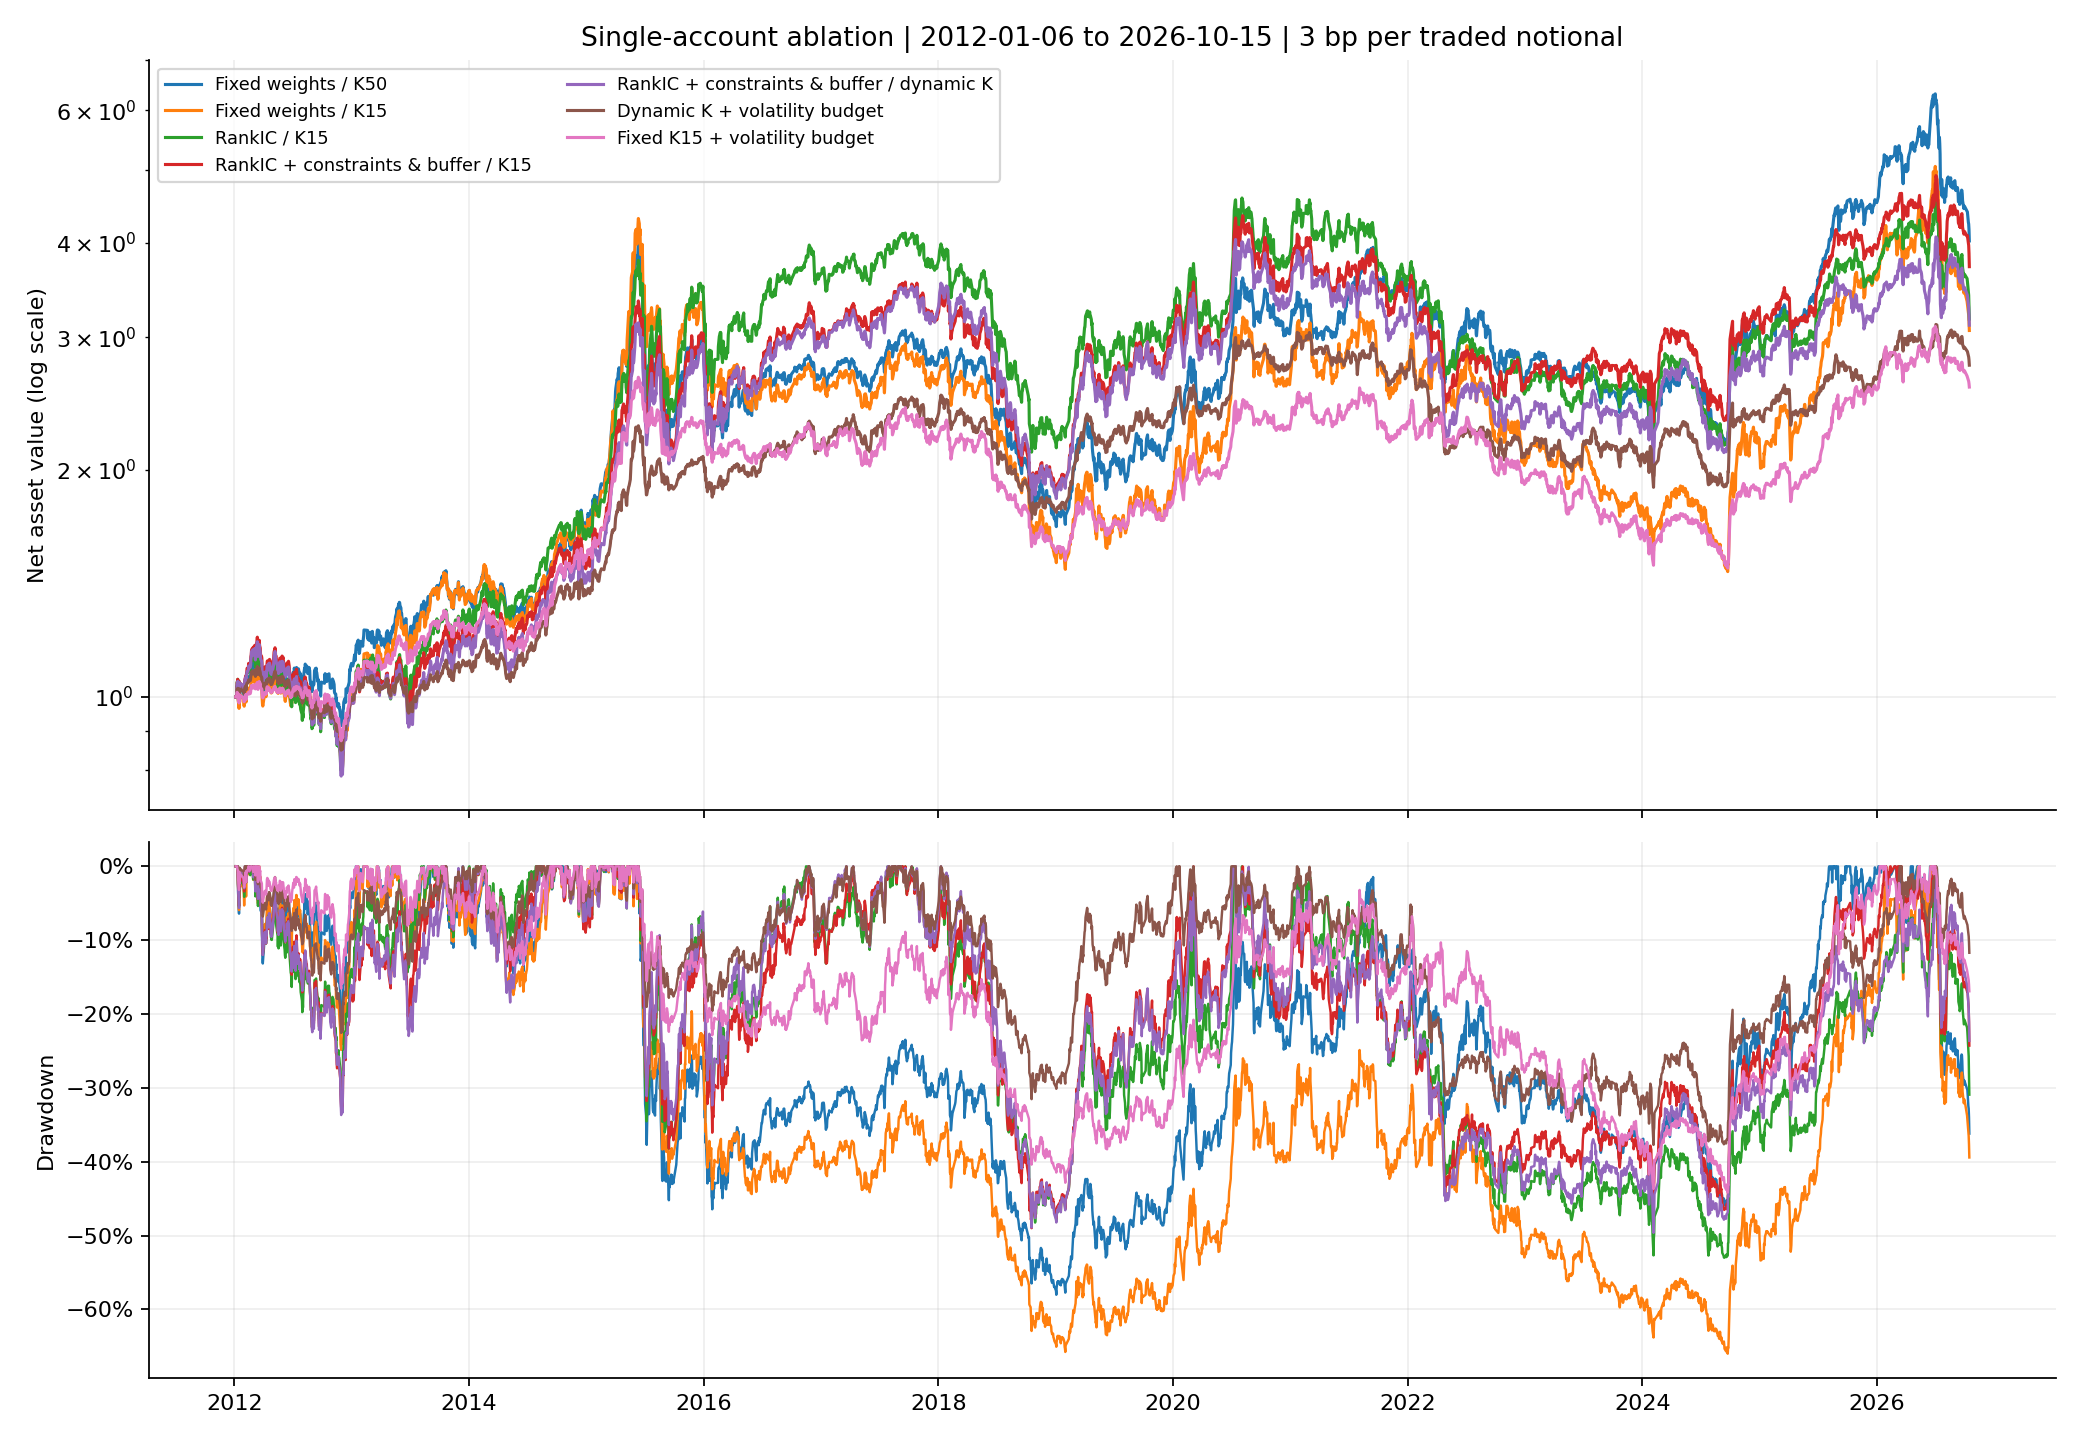 Single-account ablation | 2012-01-06 to 2026-10-15 | 3 bp per traded notional
Fixed weights / K50
Fixed weights / K15
RankIC / K15
RankIC + constraints & buffer / K15
RankIC + constraints & buffer / dynamic K
Dynamic K + volatility budget
Fixed K15 + volatility budget
Net asset value (log scale)
6 × 10⁰
4 × 10⁰
3 × 10⁰
2 × 10⁰
10⁰
Drawdown
0%
−10%
−20%
−30%
−40%
−50%
−60%
2012 2014 2016 2018 2020 2022 2024 2026